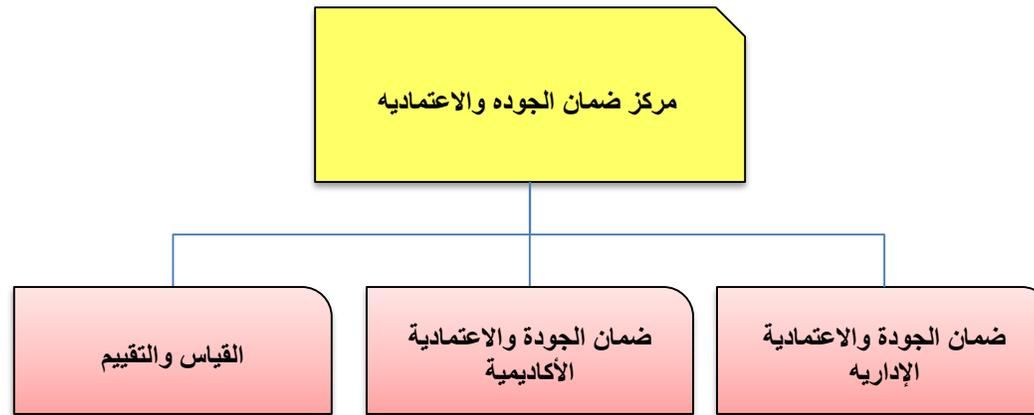 مركز ضمان الجوده والاعتماديه
ضمان الجودة والاعتمادية
الإداريه
ضمان الجودة والاعتمادية
الأكاديمية
القياس والتقييم